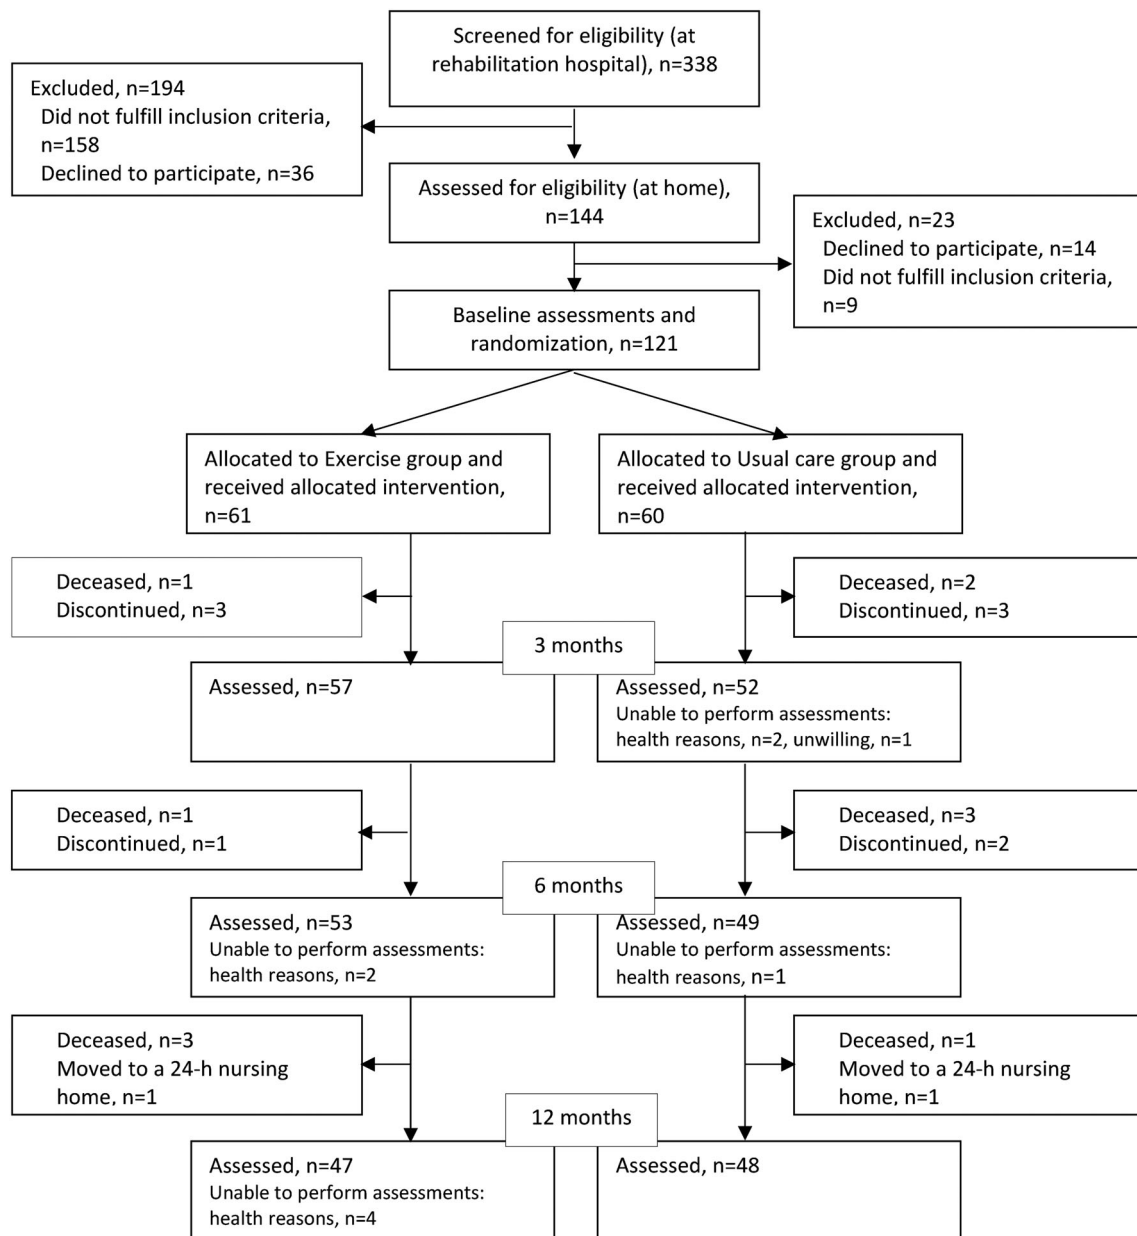 Screened for eligibility (at
rehabilitation hospital), n=338
Excluded, n=194
Did not fulfill inclusion criteria,
n=158
Declined to participate, n=36
Assessed for eligibility (at home),
n=144
Excluded, n=23
Declined to participate, n=14
Did not fulfill inclusion criteria,
n=9
Baseline assessments and
randomization, n=121
Allocated to Exercise group and
received allocated intervention,
n=61
Allocated to Usual care group and
received allocated intervention,
n=60
Deceased, n=1
Discontinued, n=3
Deceased, n=2
Discontinued, n=3
3 months
Assessed, n=57
Assessed, n=52
Unable to perform assessments:
health reasons, n=2, unwilling, n=1
Deceased, n=1
Discontinued, n=1
Deceased, n=3
Discontinued, n=2
6 months
Assessed, n=53
Unable to perform assessments:
health reasons, n=2
Assessed, n=49
Unable to perform assessments:
health reasons, n=1
Deceased, n=3
Moved to a 24-h nursing
home, n=1
Deceased, n=1
Moved to a 24-h nursing
home, n=1
12 months
Assessed, n=47
Unable to perform assessments:
health reasons, n=4
Assessed, n=48